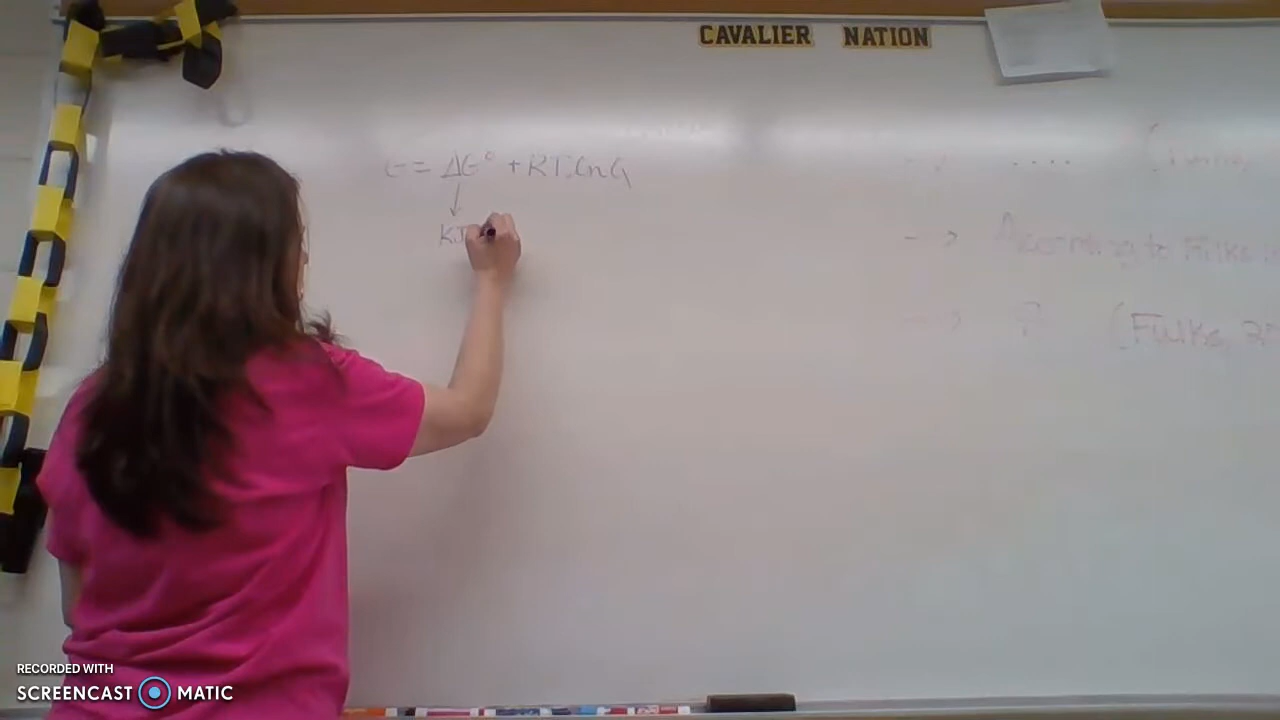 CAVALIER NATION
= ΔG° + RT ln Q
↓
KJ
-> ....
-> According to Fulks
-> ? (Fulks,
RECORDED WITH
SCREENCAST MATIC